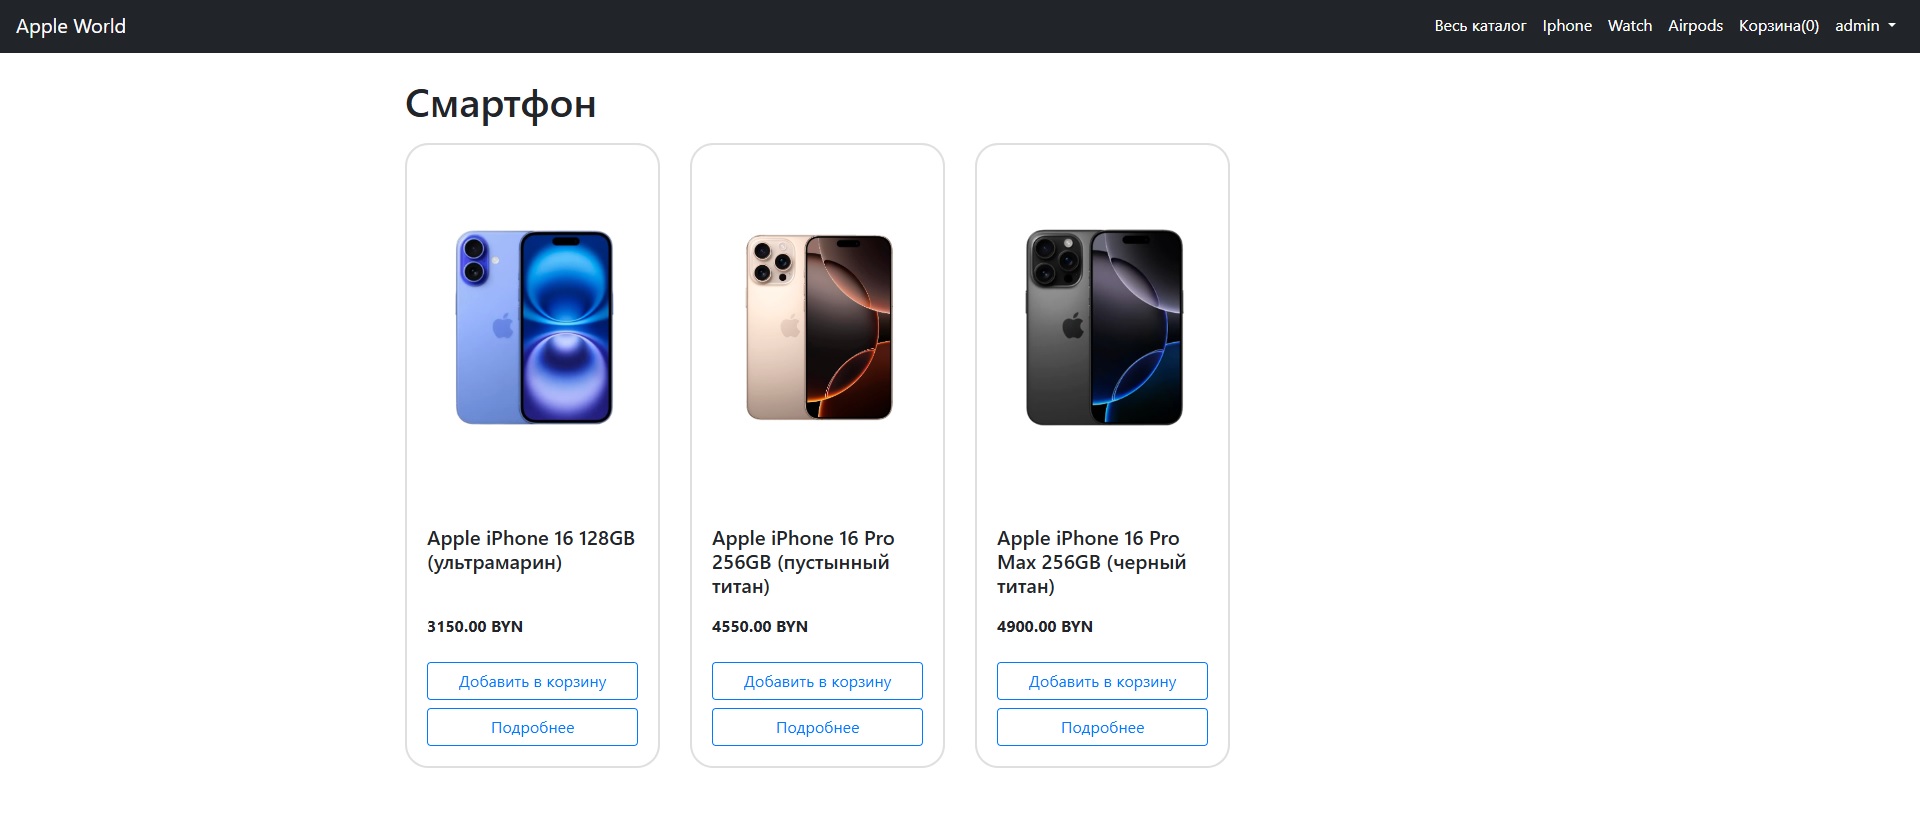 Apple World
Весь каталог Iphone Watch Airpods Корзина(0) admin
Смартфон
Apple iPhone 16 128GB
(ультрамарин)
3150.00 BYN
Добавить в корзину
Подробнее
Apple iPhone 16 Pro
256GB (пустынный
титан)
4550.00 BYN
Добавить в корзину
Подробнее
Apple iPhone 16 Pro
Max 256GB (черный
титан)
4900.00 BYN
Добавить в корзину
Подробнее